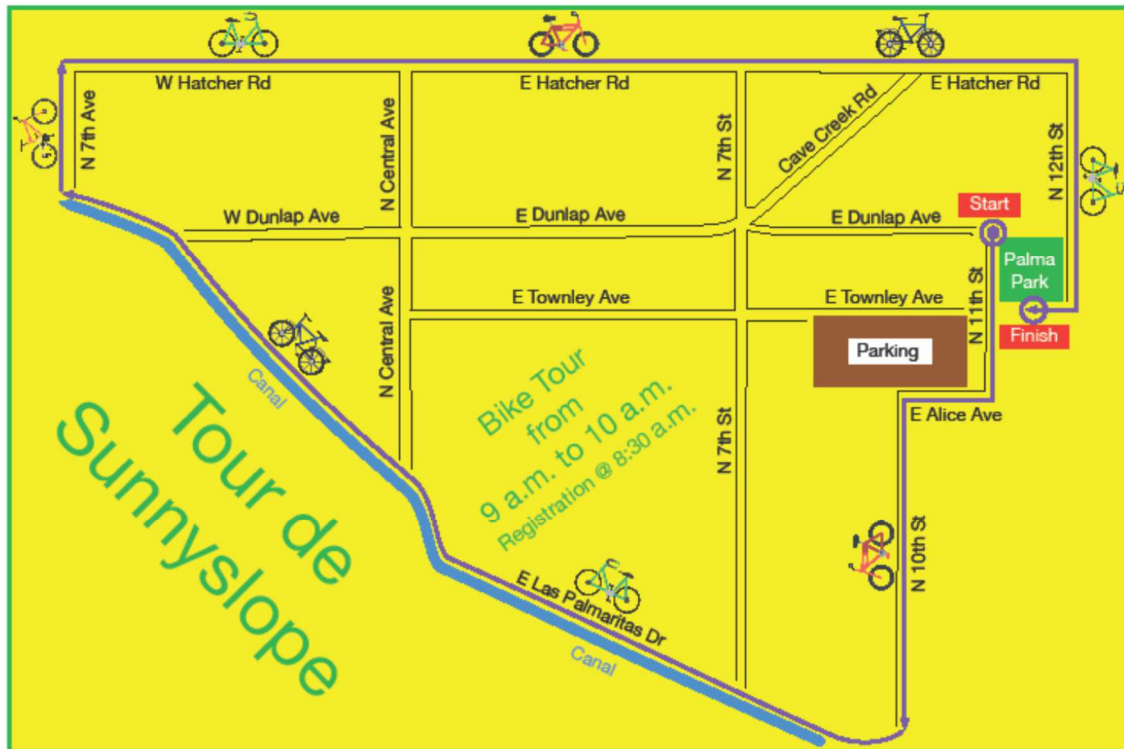 W Hatcher Rd
E Hatcher Rd
E Hatcher Rd
N 7th Ave
N Central Ave
N 7th St
Cave Creek Rd
N 12th St
W Dunlap Ave
E Dunlap Ave
E Dunlap Ave
Start
Palma
Park
E Townley Ave
E Townley Ave
N 11th St
Finish
Parking
N Central Ave
Canal
Bike Tour
from
9 a.m. to 10 a.m.
Registration @ 8:30 a.m.
N 7th St
E Alice Ave
Tour de
Sunnyslope
N 10th St
E Las Palmaritas Dr
Canal